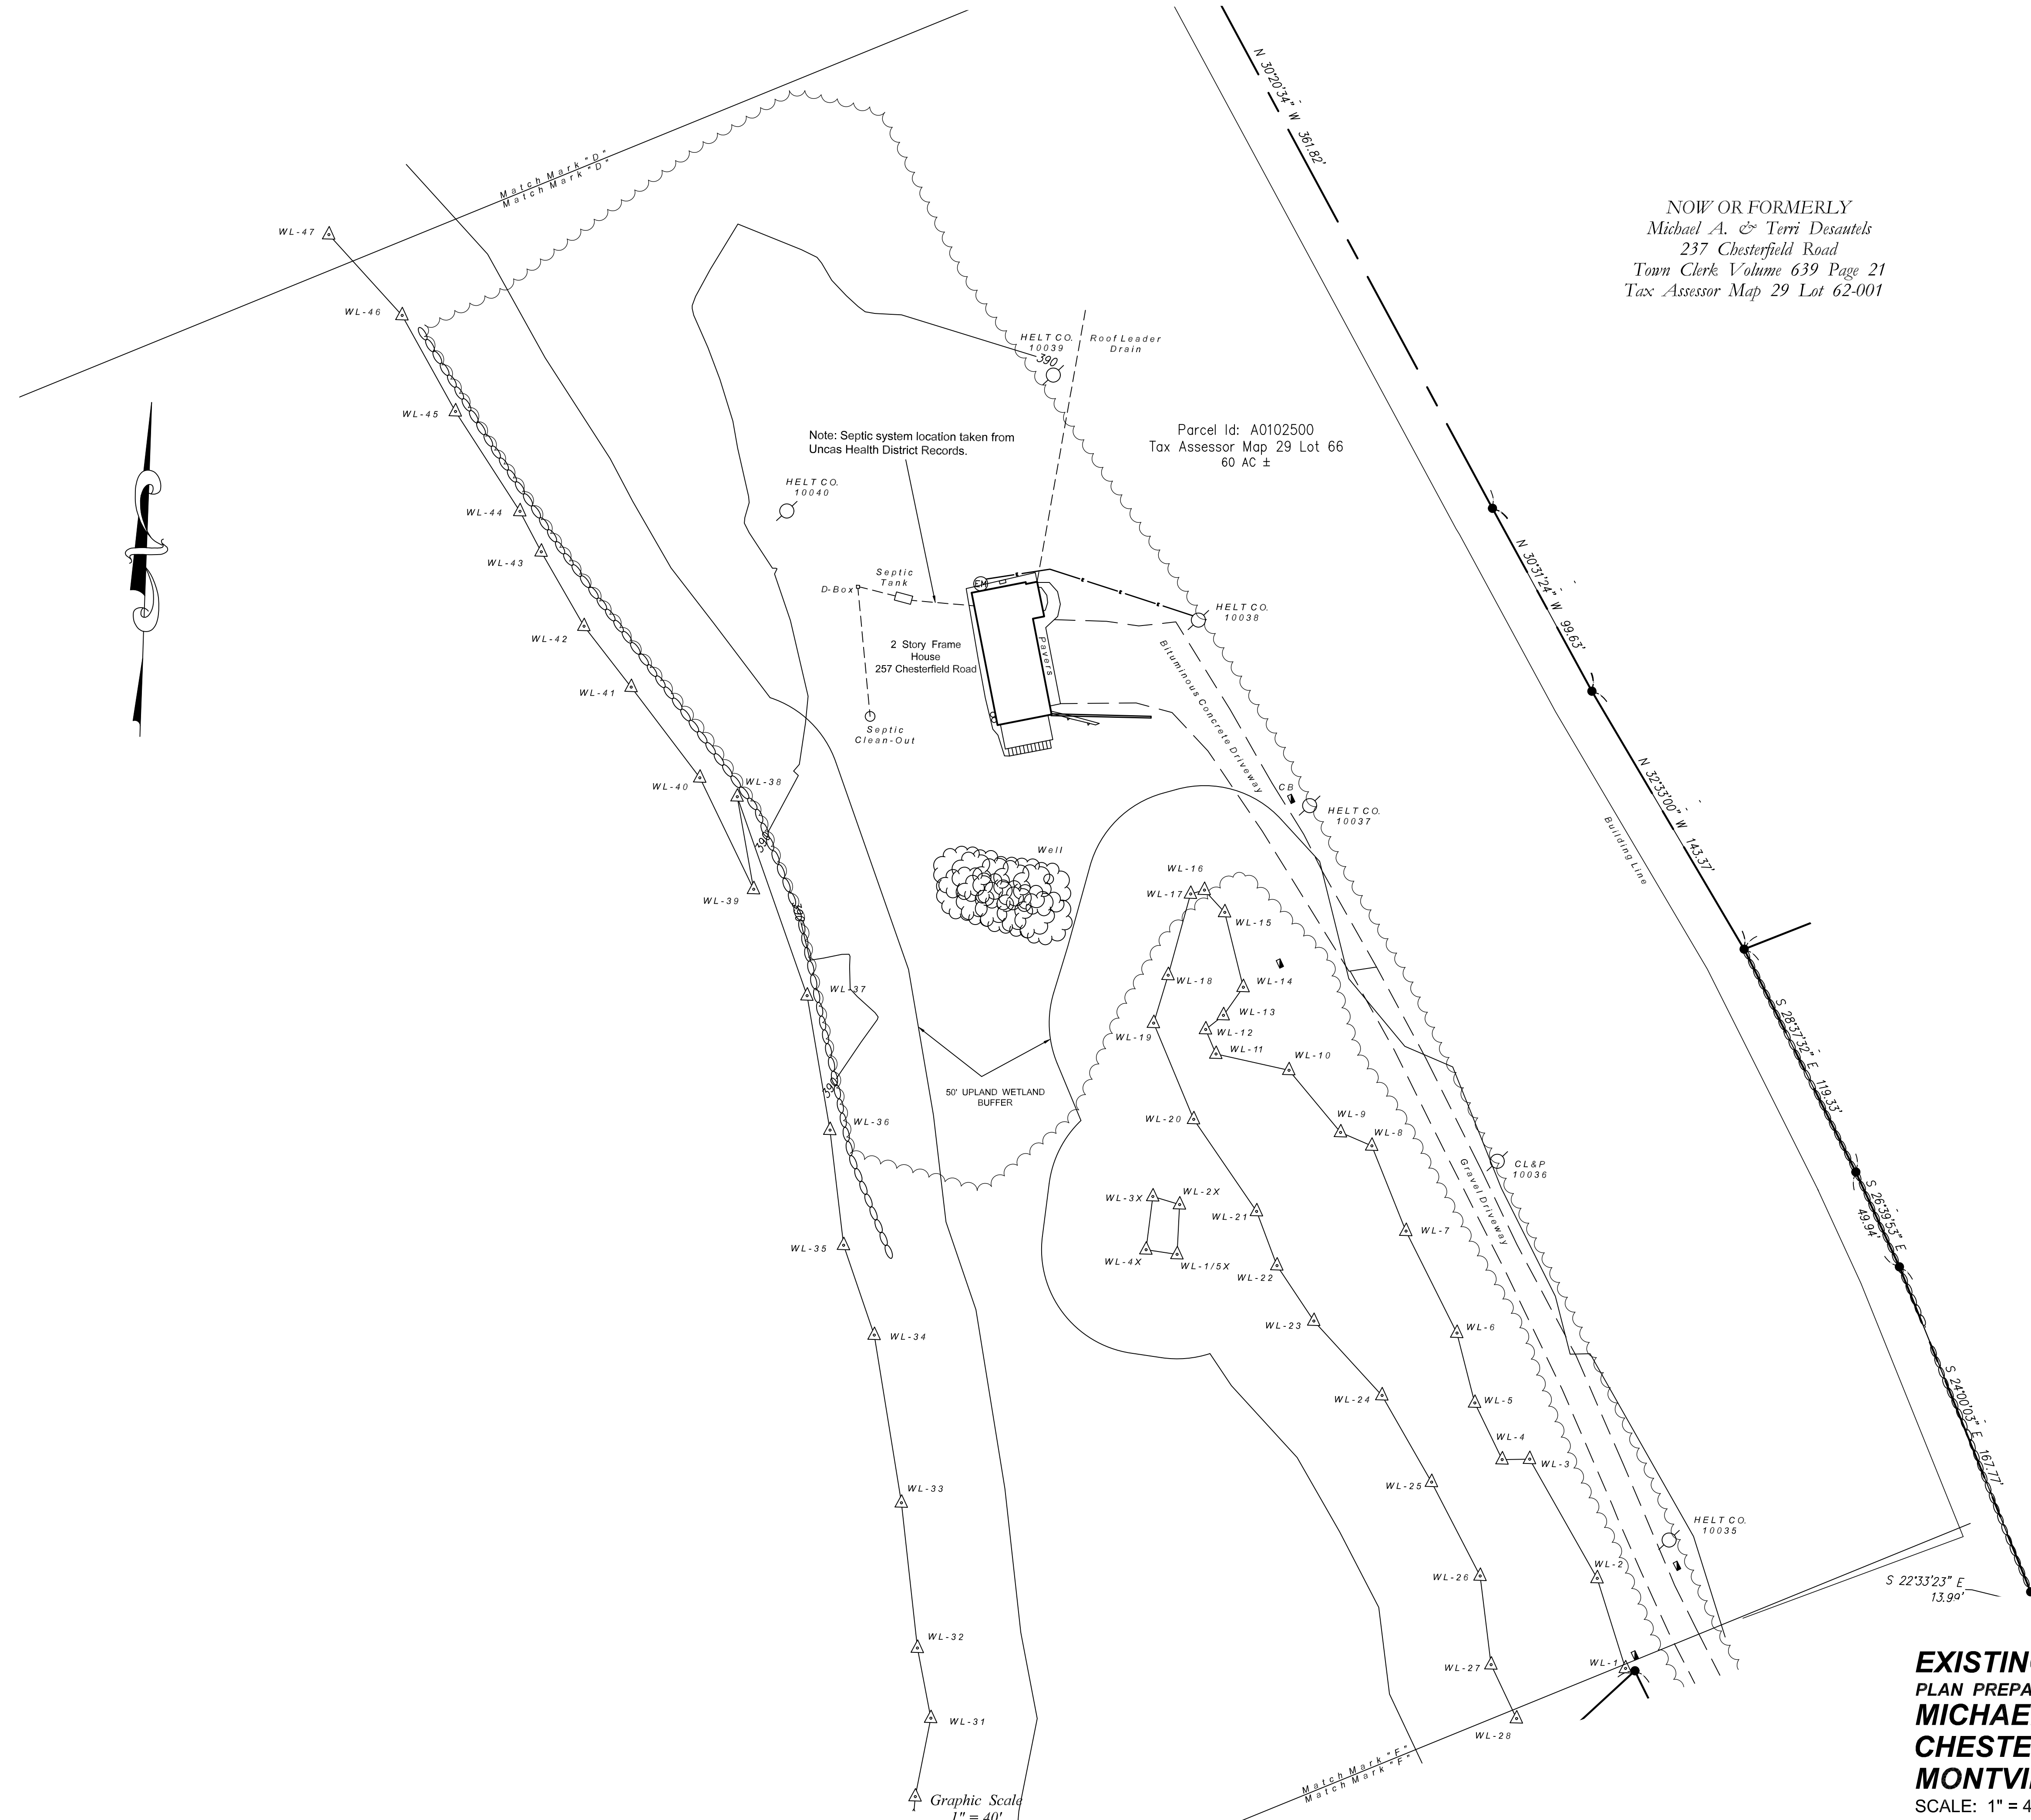 N 30°20'34" W 361.82'
Match Mark "D"
Match Mark "D"
NOW OR FORMERLY
Michael A. & Terri Desautels
237 Chesterfield Road
Town Clerk Volume 639 Page 21
Tax Assessor Map 29 Lot 62-001
WL-47
WL-46
HELT CO.
10039
390
Roof Leader
Drain
WL-45
Note: Septic system location taken from
Uncas Health District Records.
Parcel Id: A0102500
Tax Assessor Map 29 Lot 66
60 AC ±
HELT CO.
10040
WL-44
WL-43
N 30°31'24" W 99.63'
Septic
Tank
D-Box
EM
HELT CO.
10038
WL-42
2 Story Frame
House
257 Chesterfield Road
Pavers
Bituminous Concrete Driveway
WL-41
Septic
Clean-Out
WL-40
WL-38
CB
HELT CO.
10037
N 32°33'00" W 143.37'
Building Line
Well
WL-39
WL-16
WL-17
WL-15
WL-37
WL-18
WL-14
WL-13
WL-12
WL-19
WL-11
WL-10
S 28°37'32" E 119.33'
50' UPLAND WETLAND
BUFFER
390
WL-36
WL-20
WL-9
WL-8
CL&P
10036
Gravel Driveway
WL-3X
WL-2X
WL-21
WL-7
S 26°39'53" E
49.94'
WL-35
WL-4X
WL-1/5X
WL-22
WL-34
WL-23
WL-6
WL-24
WL-5
S 24°00'03" E 167.77'
WL-4
WL-3
WL-33
WL-25
HELT CO.
10035
WL-26
WL-2
S 22°33'23" E
13.99'
WL-32
WL-27
WL-1
WL-31
WL-28
Match Mark "F"
Match Mark "F"
Graphic Scale
1" = 40'
EXISTIN
PLAN PREPA
MICHAE
CHESTE
MONTVI
SCALE: 1" = 4